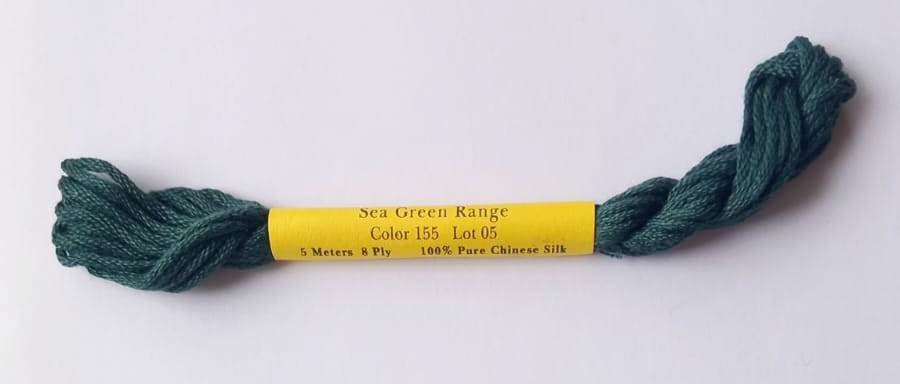 Sea Green Range
Color 155 Lot 05
5 Meters 8 Ply 100% Pure Chinese Silk